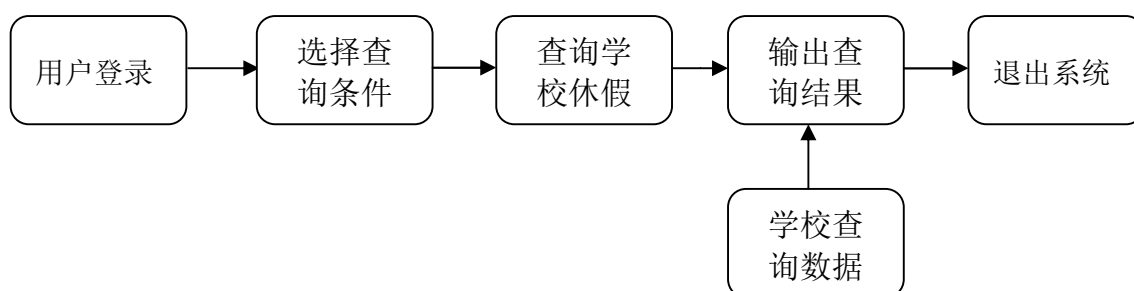 用户登录
选择查
询条件
查询学
校休假
输出查
询结果
退出系统
学校查
询数据